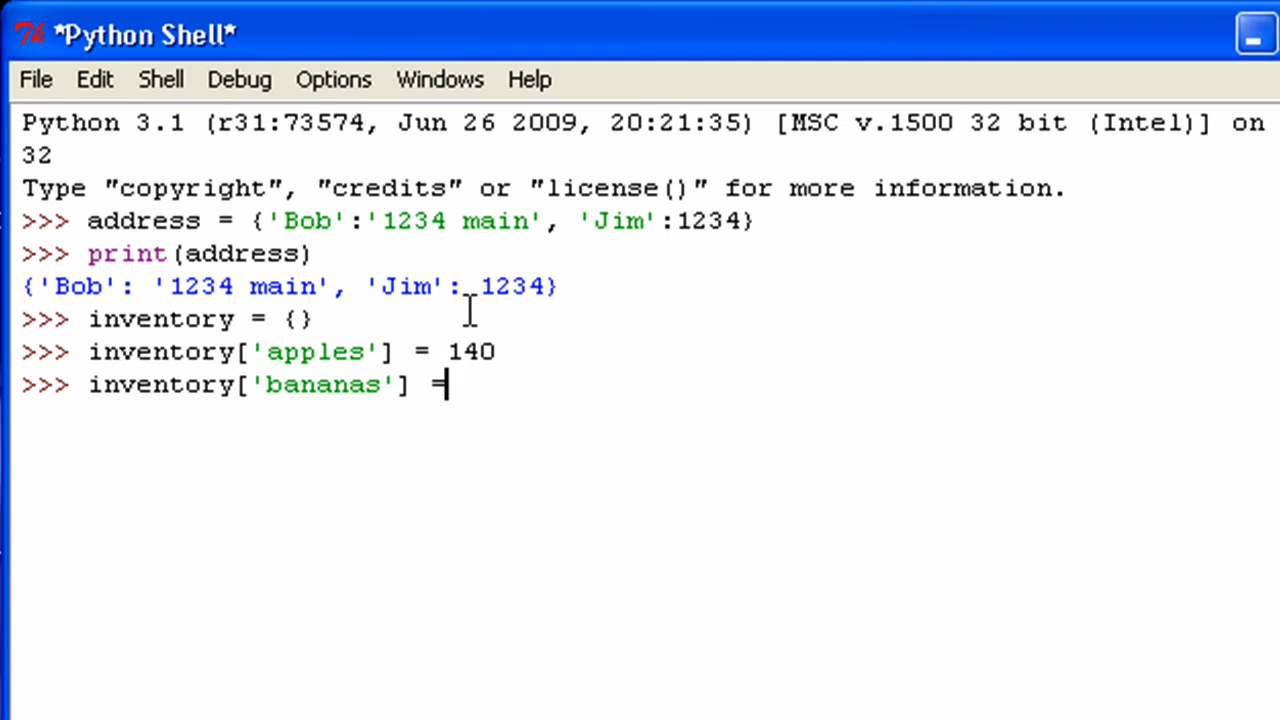 *Python Shell*
File Edit Shell Debug Options Windows Help
Python 3.1 (r31:73574, Jun 26 2009, 20:21:35) [MSC v.1500 32 bit (Intel)] on
32
Type "copyright", "credits" or "license()" for more information.
>>> address = {'Bob':'1234 main', 'Jim':1234}
>>> print(address)
{'Bob': '1234 main', 'Jim': 1234}
>>> inventory = {}
>>> inventory['apples'] = 140
>>> inventory['bananas'] =